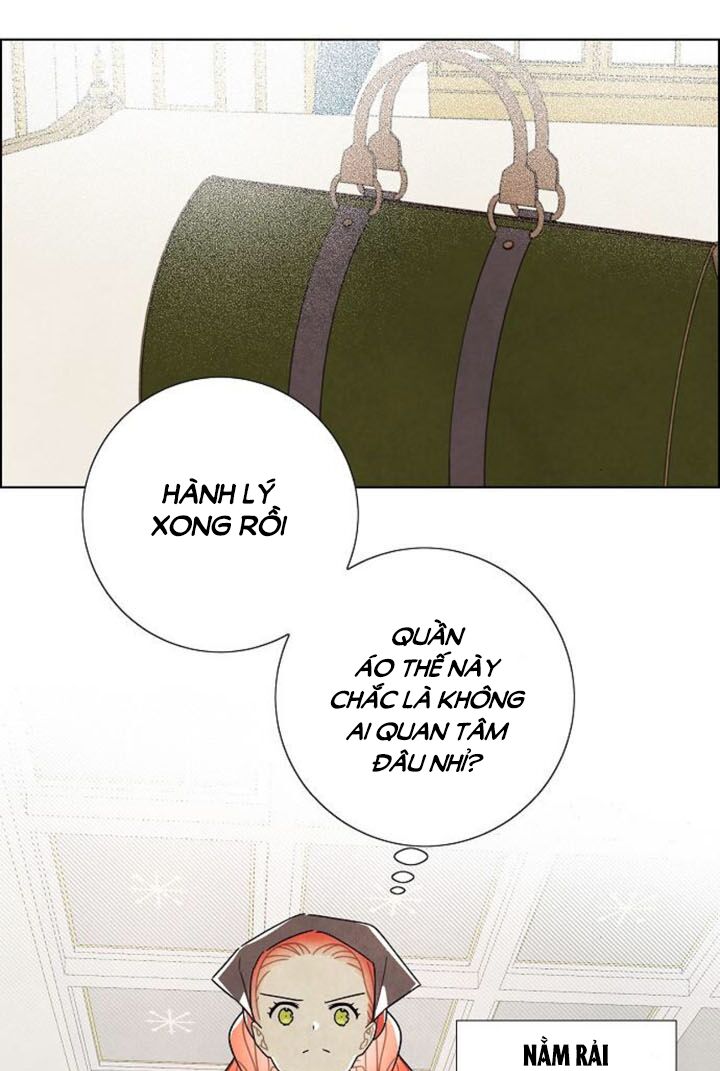 HÀNH LÝ
XONG RỒI
QUẦN
ÁO THẾ NÀY
CHẮC LÀ KHÔNG
AI QUAN TÂM
ĐÂU NHỈ?
NẰM RẢI